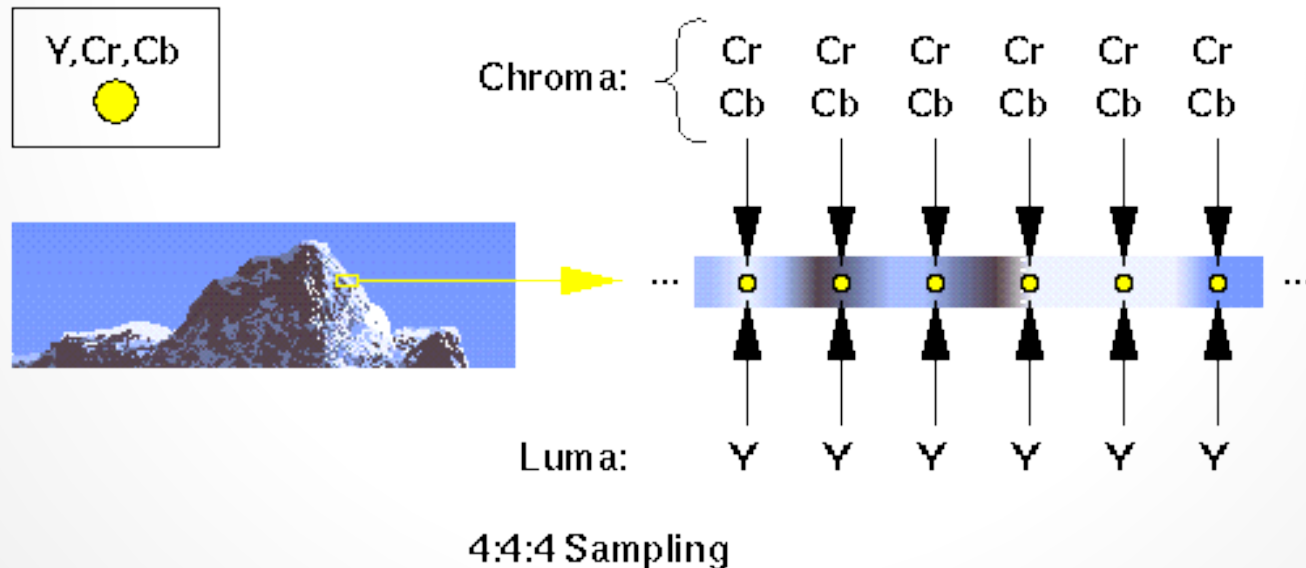 Y,Cr,Cb
Chroma:
Cr Cr Cr Cr Cr Cr
Cb Cb Cb Cb Cb Cb
... ...
Luma:
Y Y Y Y Y Y
4:4:4 Sampling